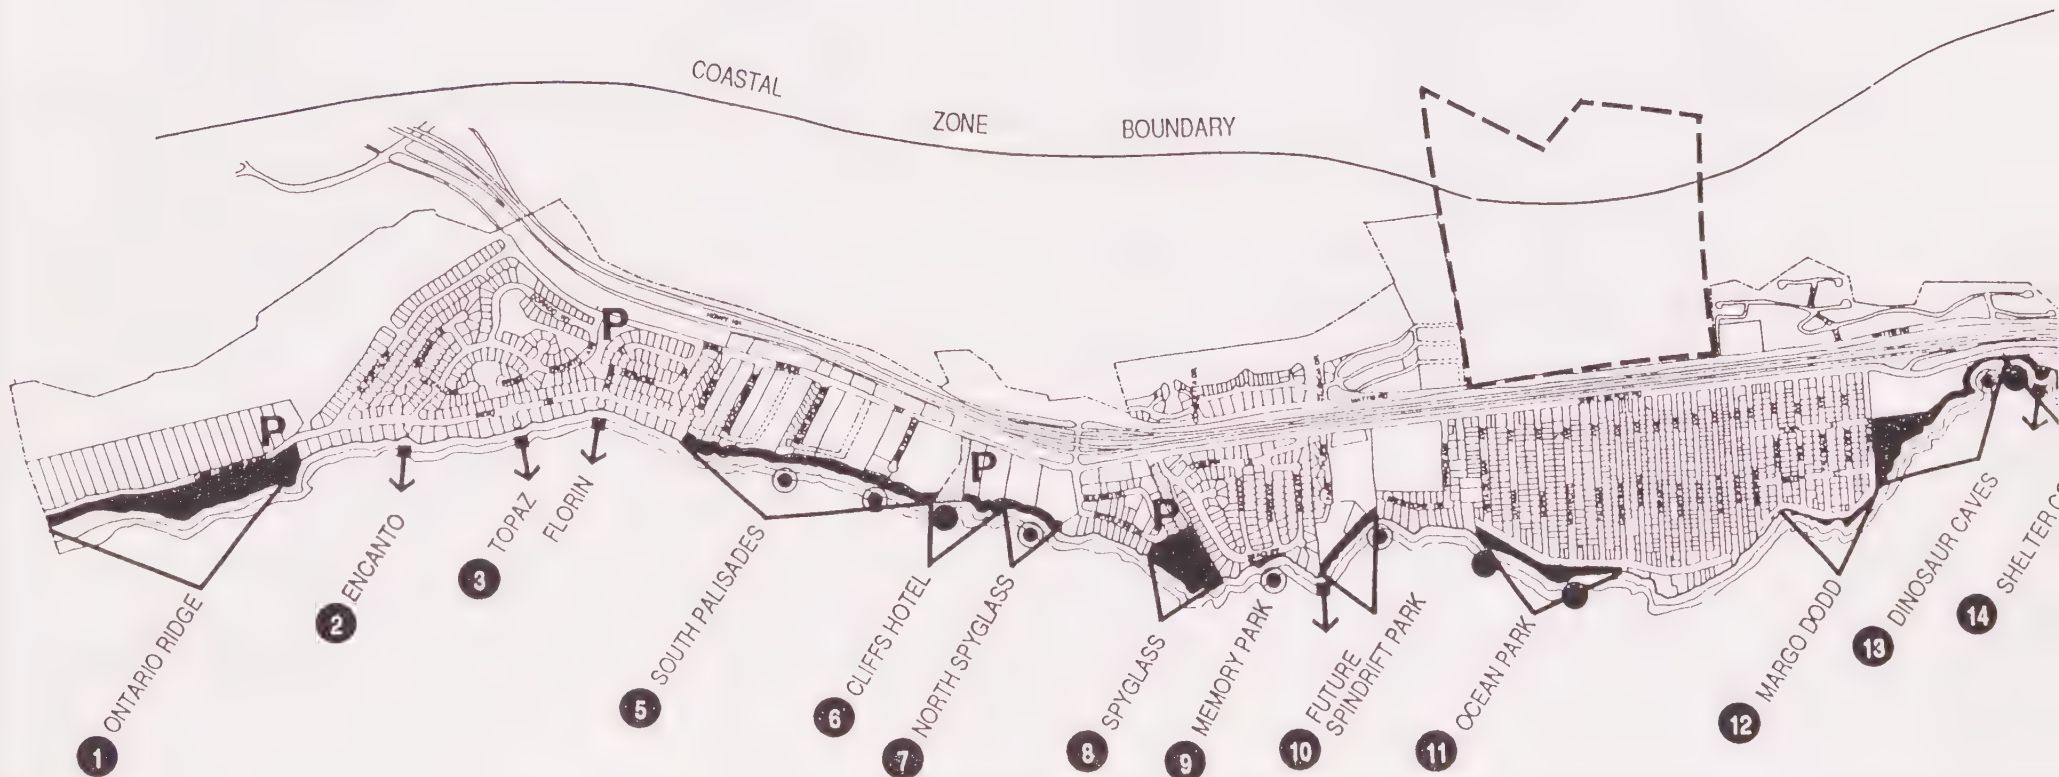 COASTAL
ZONE
BOUNDARY
P
P
P
P
1 ONTARIO RIDGE
2 ENCANTO
3 TOPAZ
FLORIN
5 SOUTH PALISADES
6 CLIFFS HOTEL
7 NORTH SPYGLASS
8 SPYGLASS
9 MEMORY PARK
10 FUTURE
SPINDRIFT PARK
11 OCEAN PARK
12 MARGO DODD
13 DINOSAUR CAVES
14 SHELTER